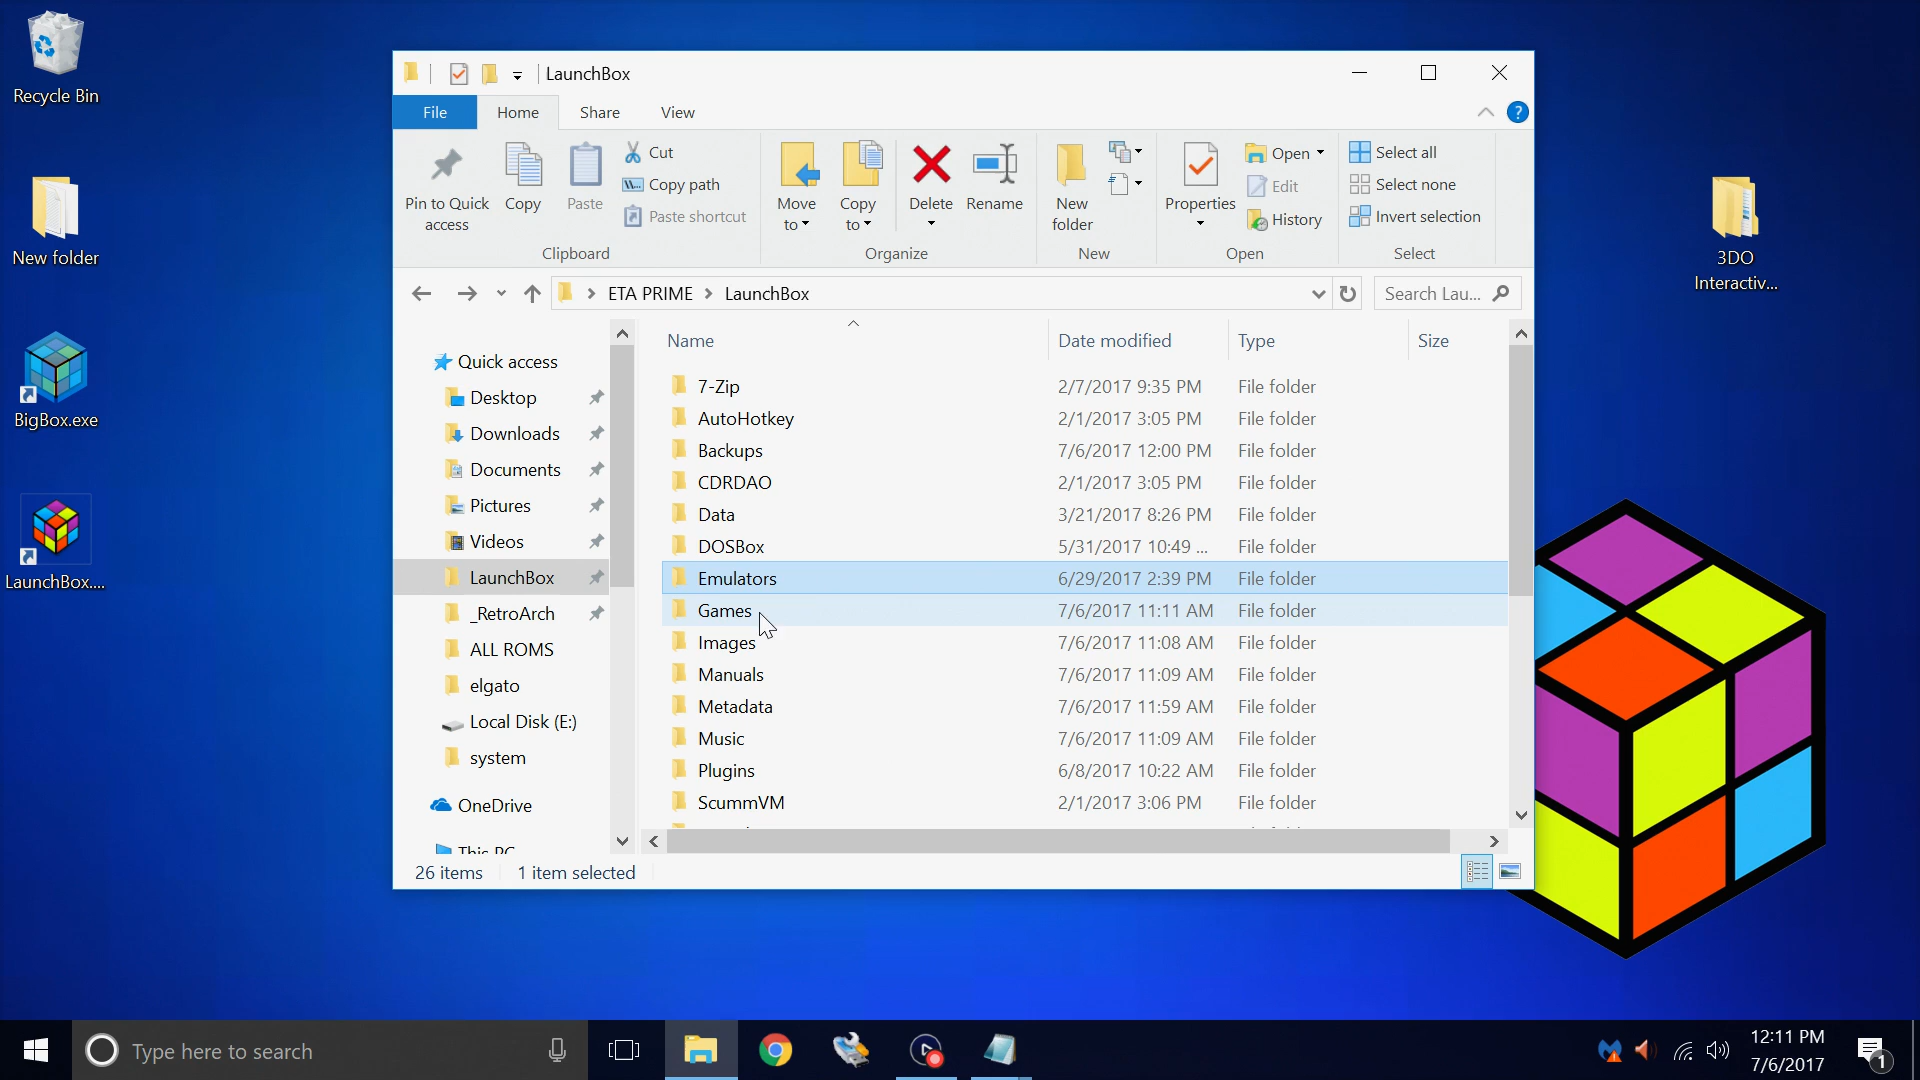 Recycle Bin
New folder
BigBox.exe
LaunchBox....
3DO
Interactiv...
LaunchBox
File
Home
Share
View
Pin to Quick
access
Copy
Paste
Cut
Copy path
Paste shortcut
Clipboard
Move
to
Copy
to
Delete
Rename
Organize
New
folder
New
Properties
Open
Edit
History
Open
Select all
Select none
Invert selection
Select
ETA PRIME
LaunchBox
Search Lau...
Quick access
Desktop
Downloads
Documents
Pictures
Videos
LaunchBox
_RetroArch
ALL ROMS
elgato
Local Disk (E:)
system
OneDrive
This PC
Name Date modified Type Size
7-Zip 2/7/2017 9:35 PM File folder
AutoHotkey 2/1/2017 3:05 PM File folder
Backups 7/6/2017 12:00 PM File folder
CDRDAO 2/1/2017 3:05 PM File folder
Data 3/21/2017 8:26 PM File folder
DOSBox 5/31/2017 10:49 ... File folder
Emulators 6/29/2017 2:39 PM File folder
Games 7/6/2017 11:11 AM File folder
Images 7/6/2017 11:08 AM File folder
Manuals 7/6/2017 11:09 AM File folder
Metadata 7/6/2017 11:59 AM File folder
Music 7/6/2017 11:09 AM File folder
Plugins 6/8/2017 10:22 AM File folder
ScummVM 2/1/2017 3:06 PM File folder
26 items 1 item selected
Type here to search
12:11 PM
7/6/2017
1